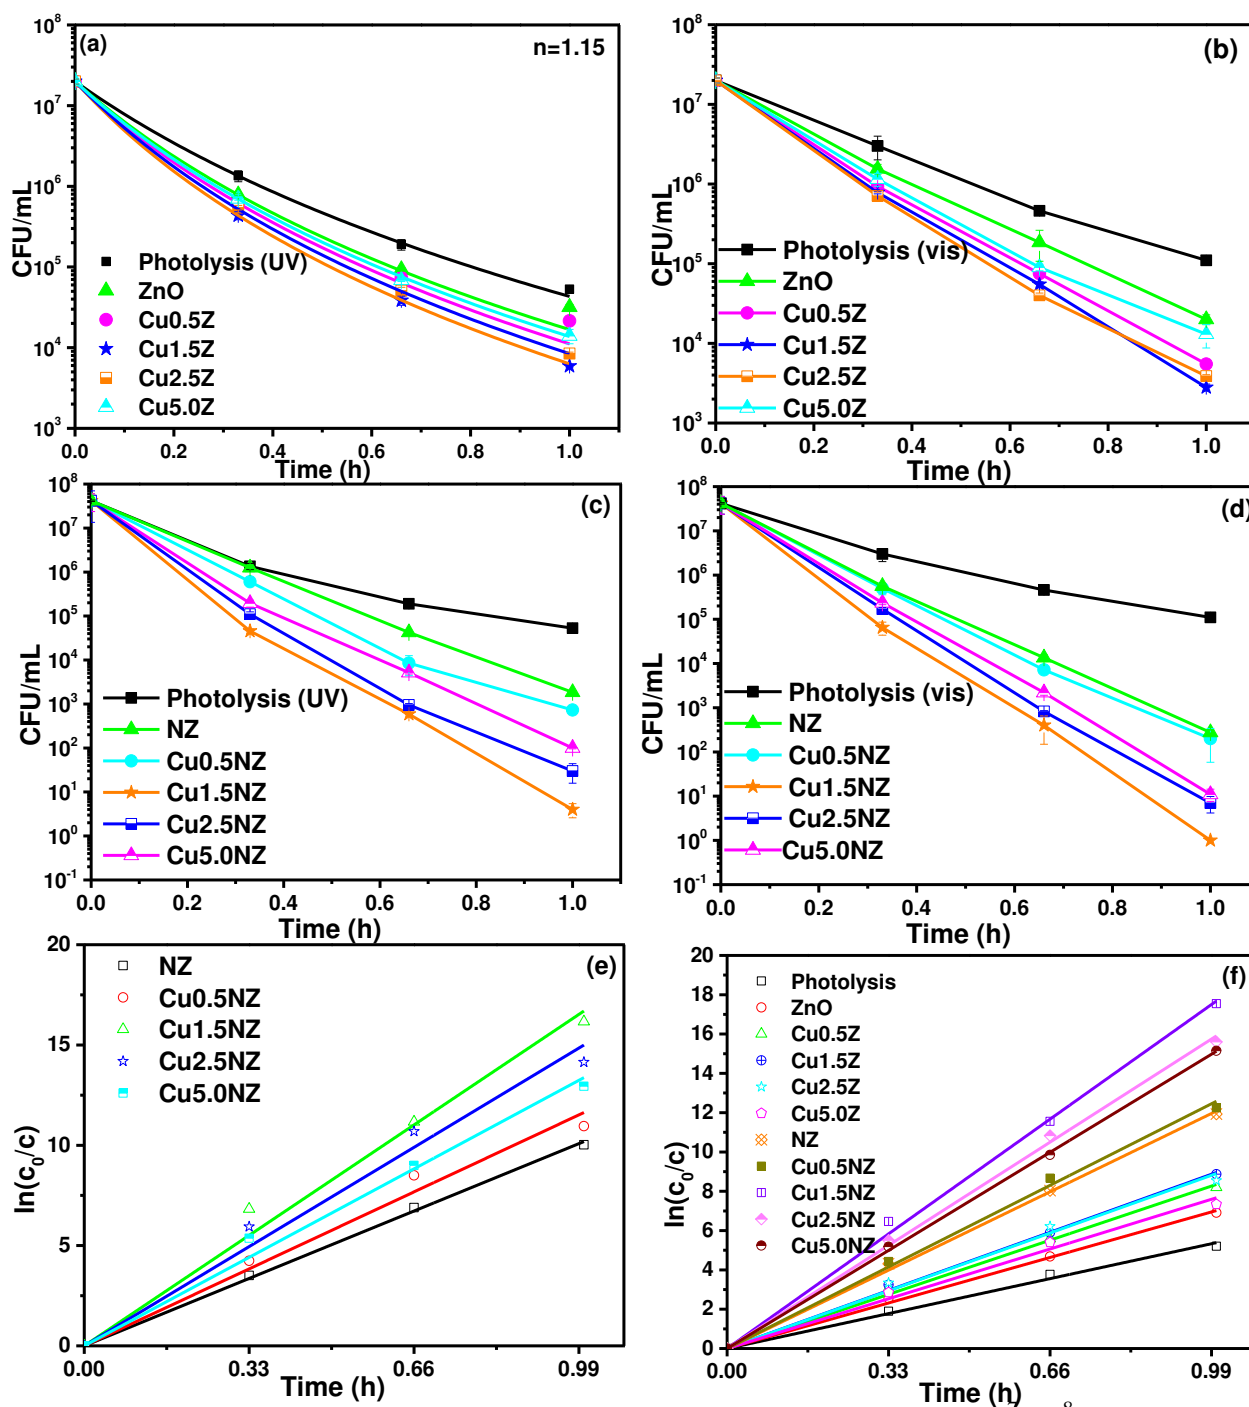 (a)
n=1.15
CFU/mL
10^8
10^7
10^6
10^5
10^4
10^3
Photolysis (UV)
ZnO
Cu0.5Z
Cu1.5Z
Cu2.5Z
Cu5.0Z
0.0 0.2 0.4 0.6 0.8 1.0
Time (h)
(b)
CFU/mL
10^8
10^7
10^6
10^5
10^4
10^3
Photolysis (vis)
ZnO
Cu0.5Z
Cu1.5Z
Cu2.5Z
Cu5.0Z
0.0 0.2 0.4 0.6 0.8 1.0
Time (h)
(c)
CFU/mL
10^8
10^7
10^6
10^5
10^4
10^3
10^2
10^1
10^0
10^-1
Photolysis (UV)
NZ
Cu0.5NZ
Cu1.5NZ
Cu2.5NZ
Cu5.0NZ
0.0 0.2 0.4 0.6 0.8 1.0
Time (h)
(d)
CFU/mL
10^8
10^7
10^6
10^5
10^4
10^3
10^2
10^1
10^0
10^-1
Photolysis (vis)
NZ
Cu0.5NZ
Cu1.5NZ
Cu2.5NZ
Cu5.0NZ
0.0 0.2 0.4 0.6 0.8 1.0
Time (h)
(e)
ln(c₀/c)
20
15
10
5
0
NZ
Cu0.5NZ
Cu1.5NZ
Cu2.5NZ
Cu5.0NZ
0.00 0.33 0.66 0.99
Time (h)
(f)
ln(c₀/c)
20
18
16
14
12
10
8
6
4
2
0
Photolysis
ZnO
Cu0.5Z
Cu1.5Z
Cu2.5Z
Cu5.0Z
NZ
Cu0.5NZ
Cu1.5NZ
Cu2.5NZ
Cu5.0NZ
0.00 0.33 0.66 0.99
Time (h)